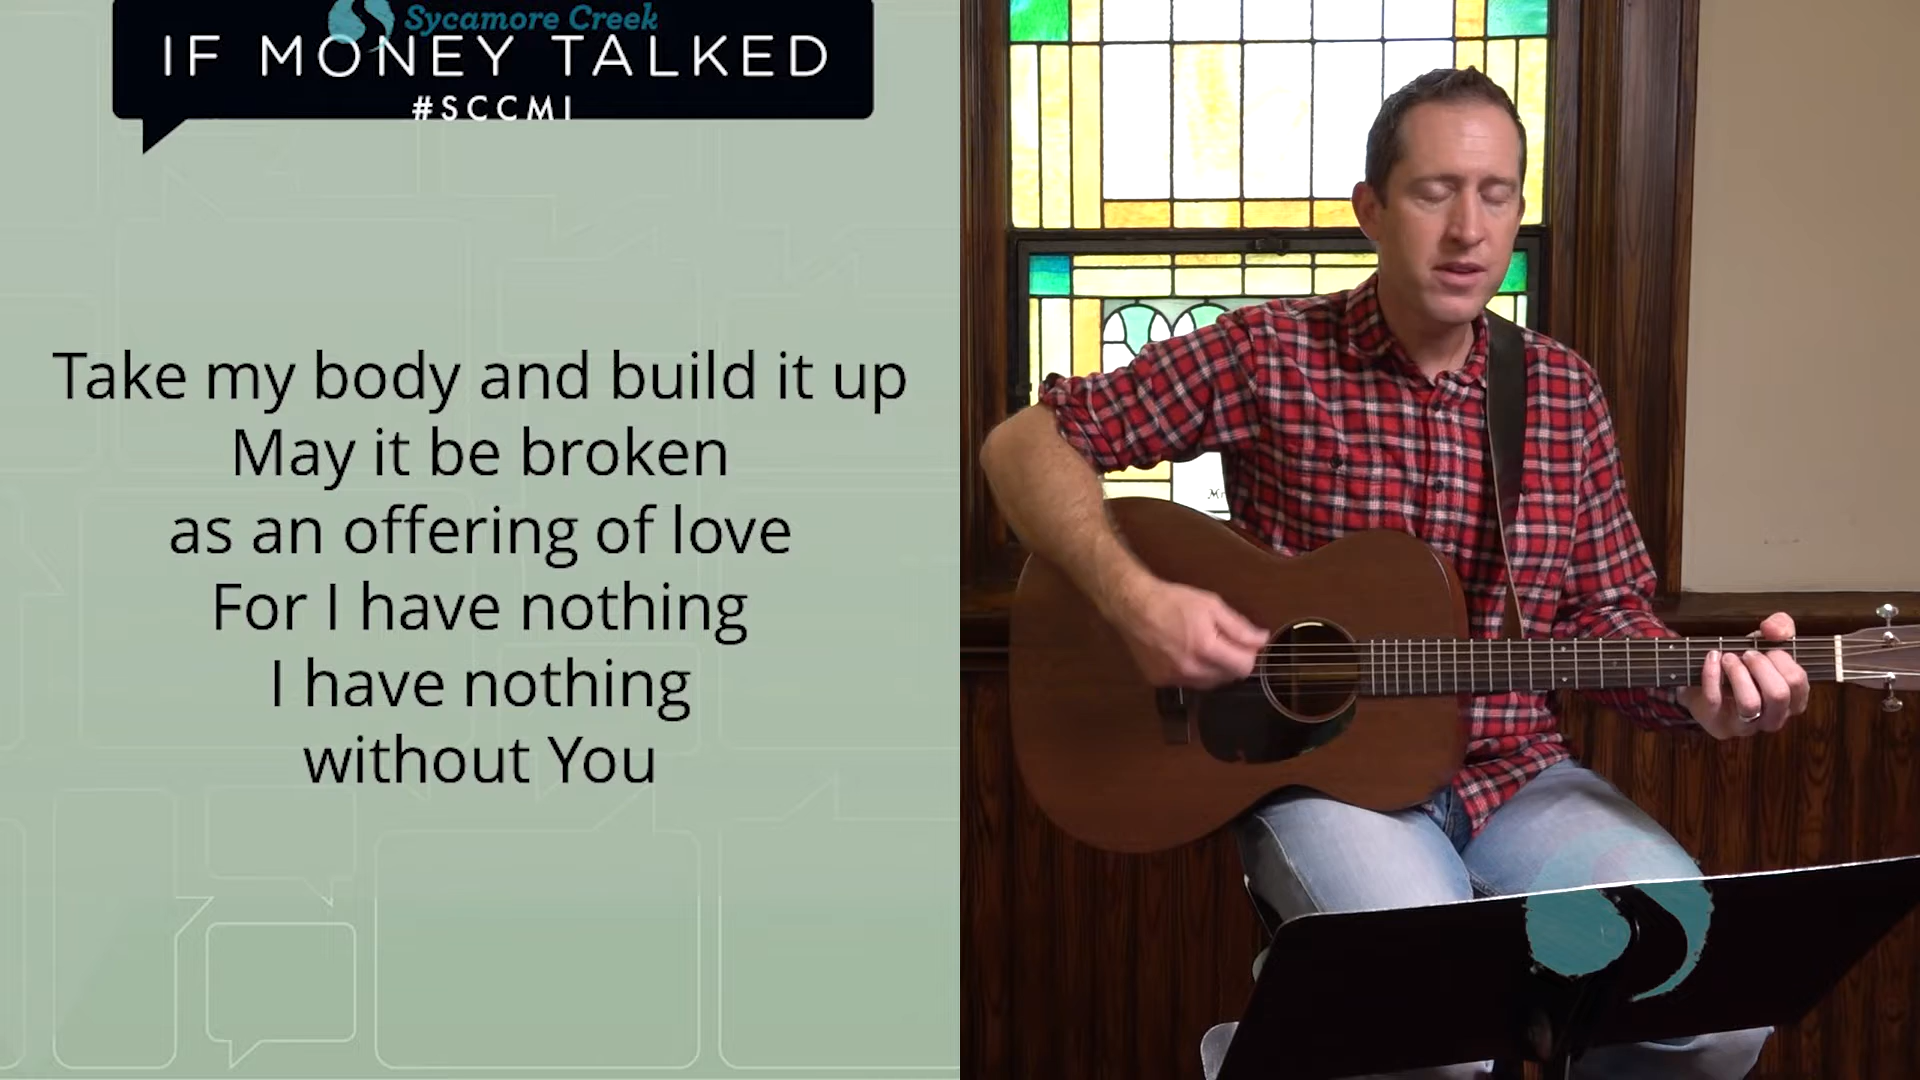 Sycamore Creek
IF MONEY TALKED
#SCCMI
Take my body and build it up
May it be broken
as an offering of love
For I have nothing
I have nothing
without You